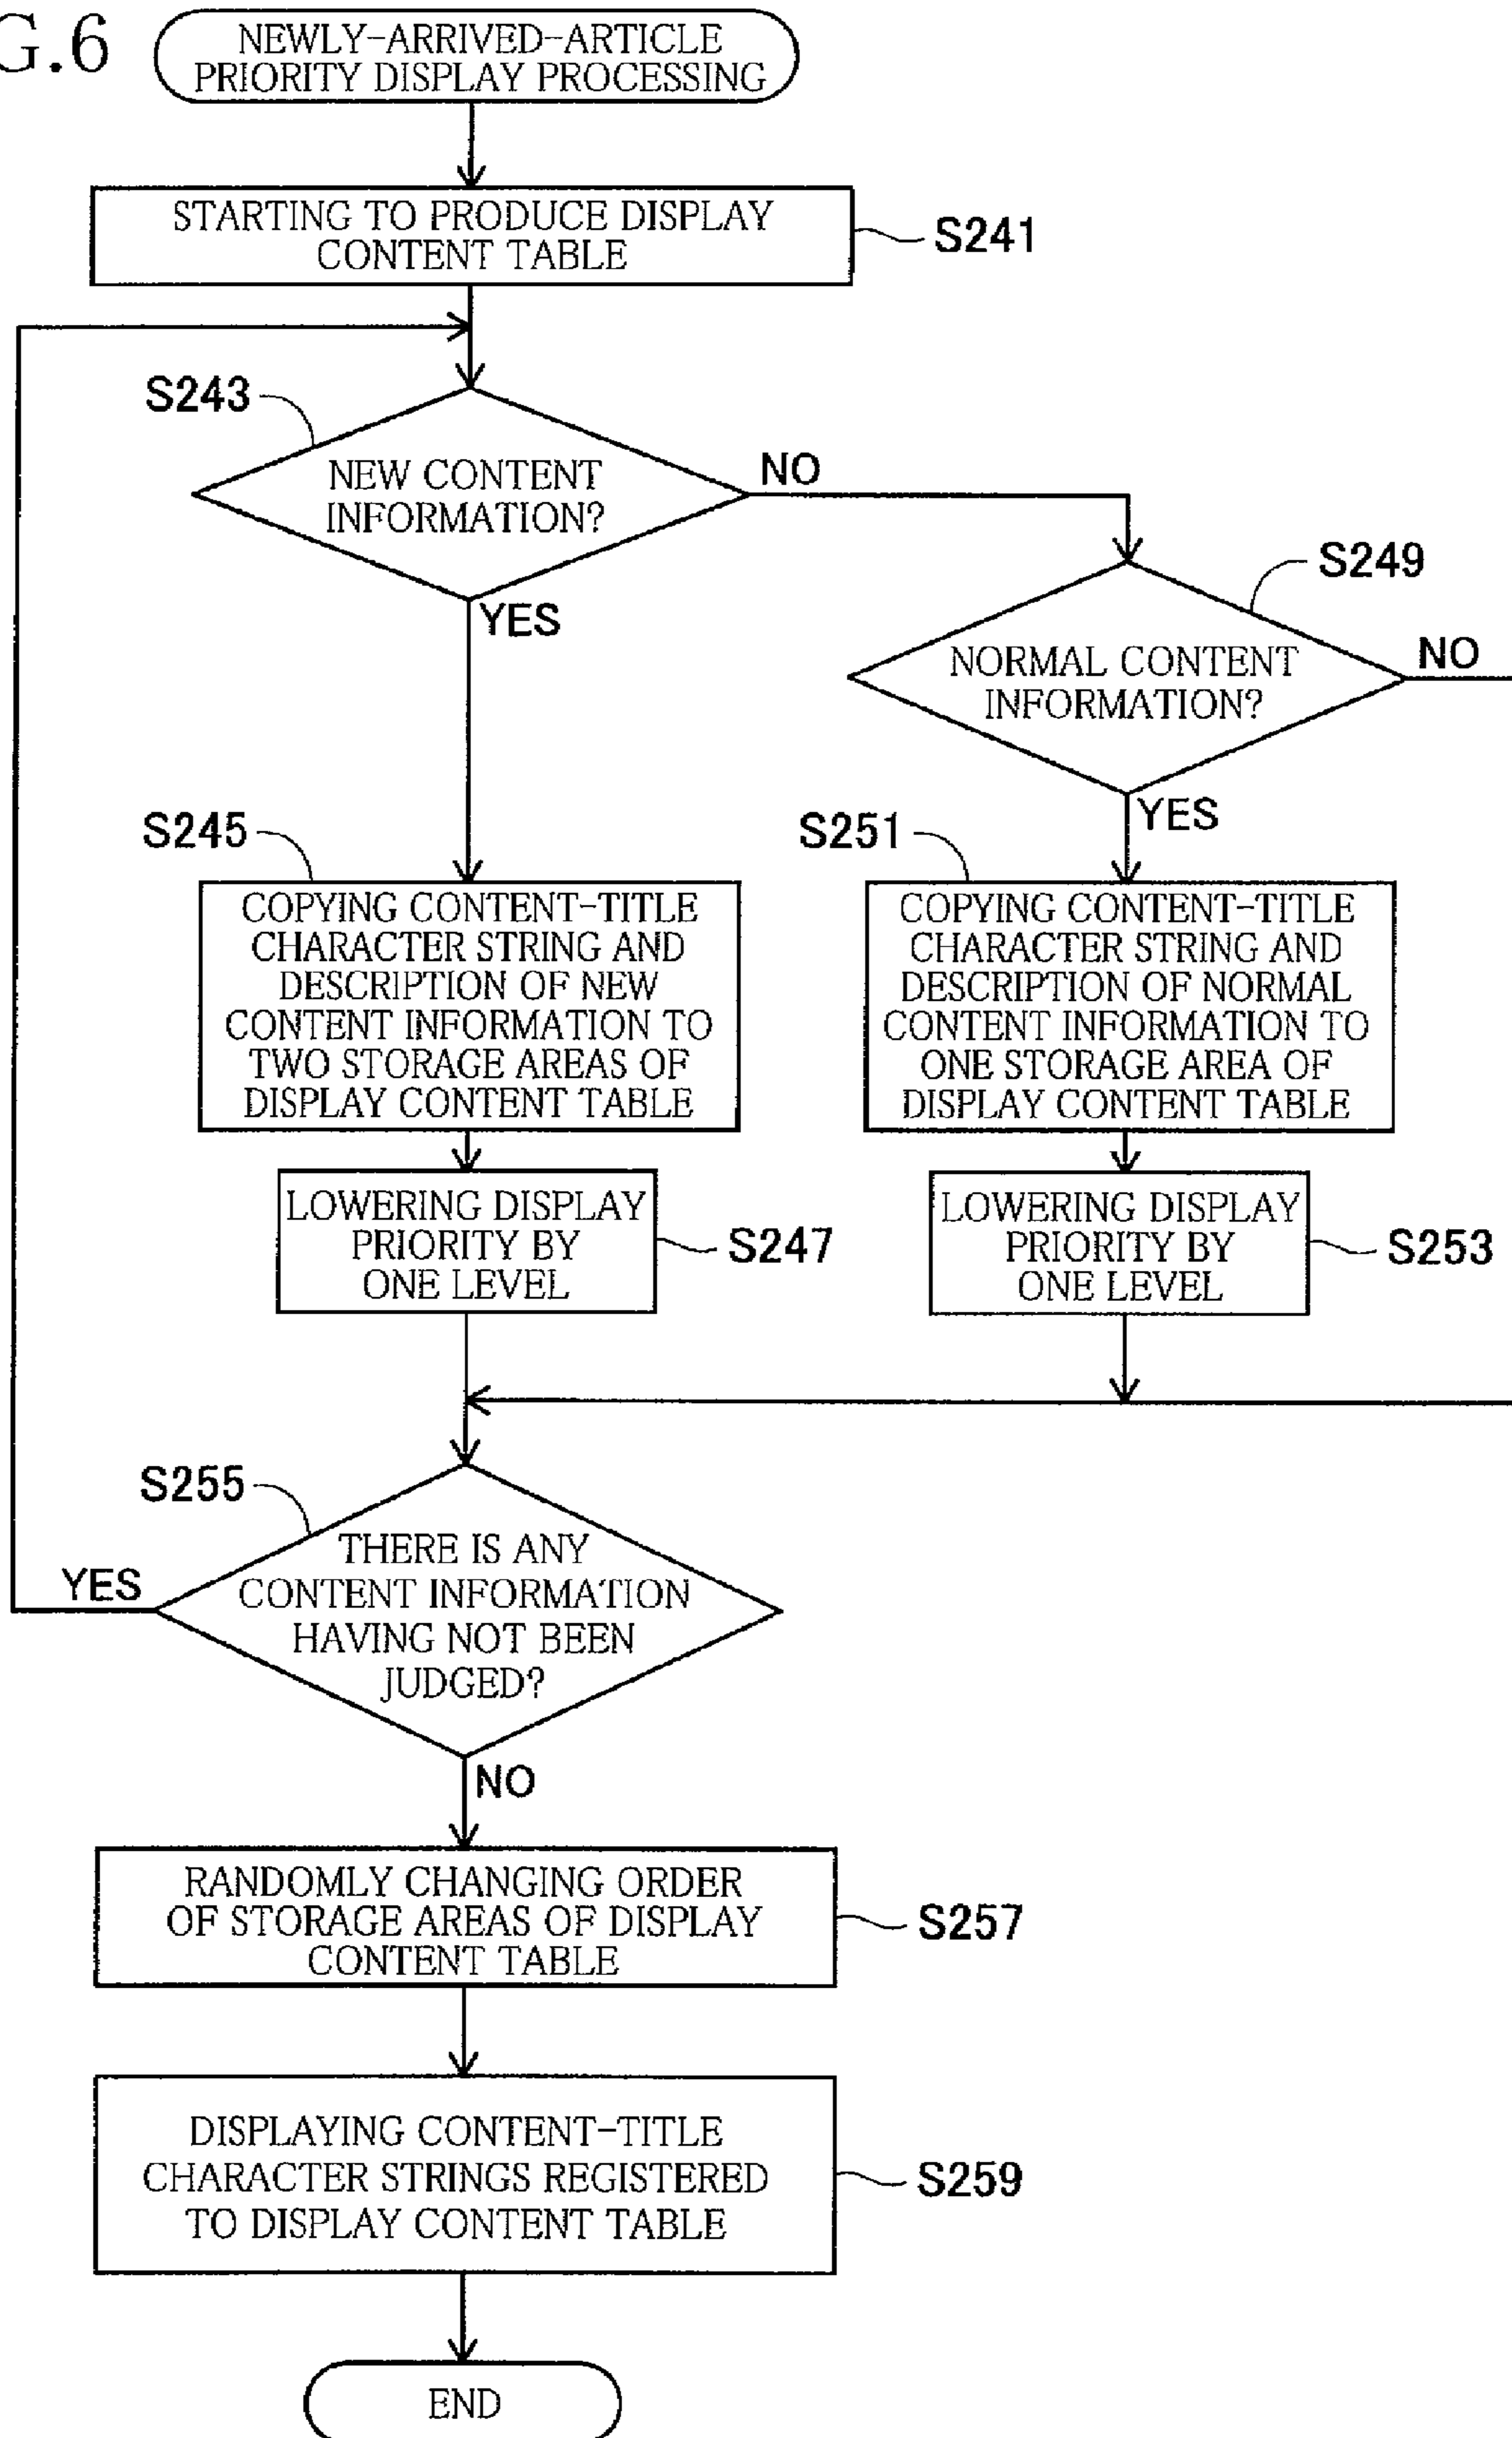 G.6
NEWLY-ARRIVED-ARTICLE
PRIORITY DISPLAY PROCESSING
STARTING TO PRODUCE DISPLAY
CONTENT TABLE
S241
S243
NEW CONTENT
INFORMATION?
NO
YES
S249
NORMAL CONTENT
INFORMATION?
NO
YES
S245
COPYING CONTENT-TITLE
CHARACTER STRING AND
DESCRIPTION OF NEW
CONTENT INFORMATION TO
TWO STORAGE AREAS OF
DISPLAY CONTENT TABLE
S251
COPYING CONTENT-TITLE
CHARACTER STRING AND
DESCRIPTION OF NORMAL
CONTENT INFORMATION TO
ONE STORAGE AREA OF
DISPLAY CONTENT TABLE
LOWERING DISPLAY
PRIORITY BY
ONE LEVEL
S247
LOWERING DISPLAY
PRIORITY BY
ONE LEVEL
S253
S255
THERE IS ANY
CONTENT INFORMATION
HAVING NOT BEEN
JUDGED?
YES
NO
RANDOMLY CHANGING ORDER
OF STORAGE AREAS OF DISPLAY
CONTENT TABLE
S257
DISPLAYING CONTENT-TITLE
CHARACTER STRINGS REGISTERED
TO DISPLAY CONTENT TABLE
S259
END